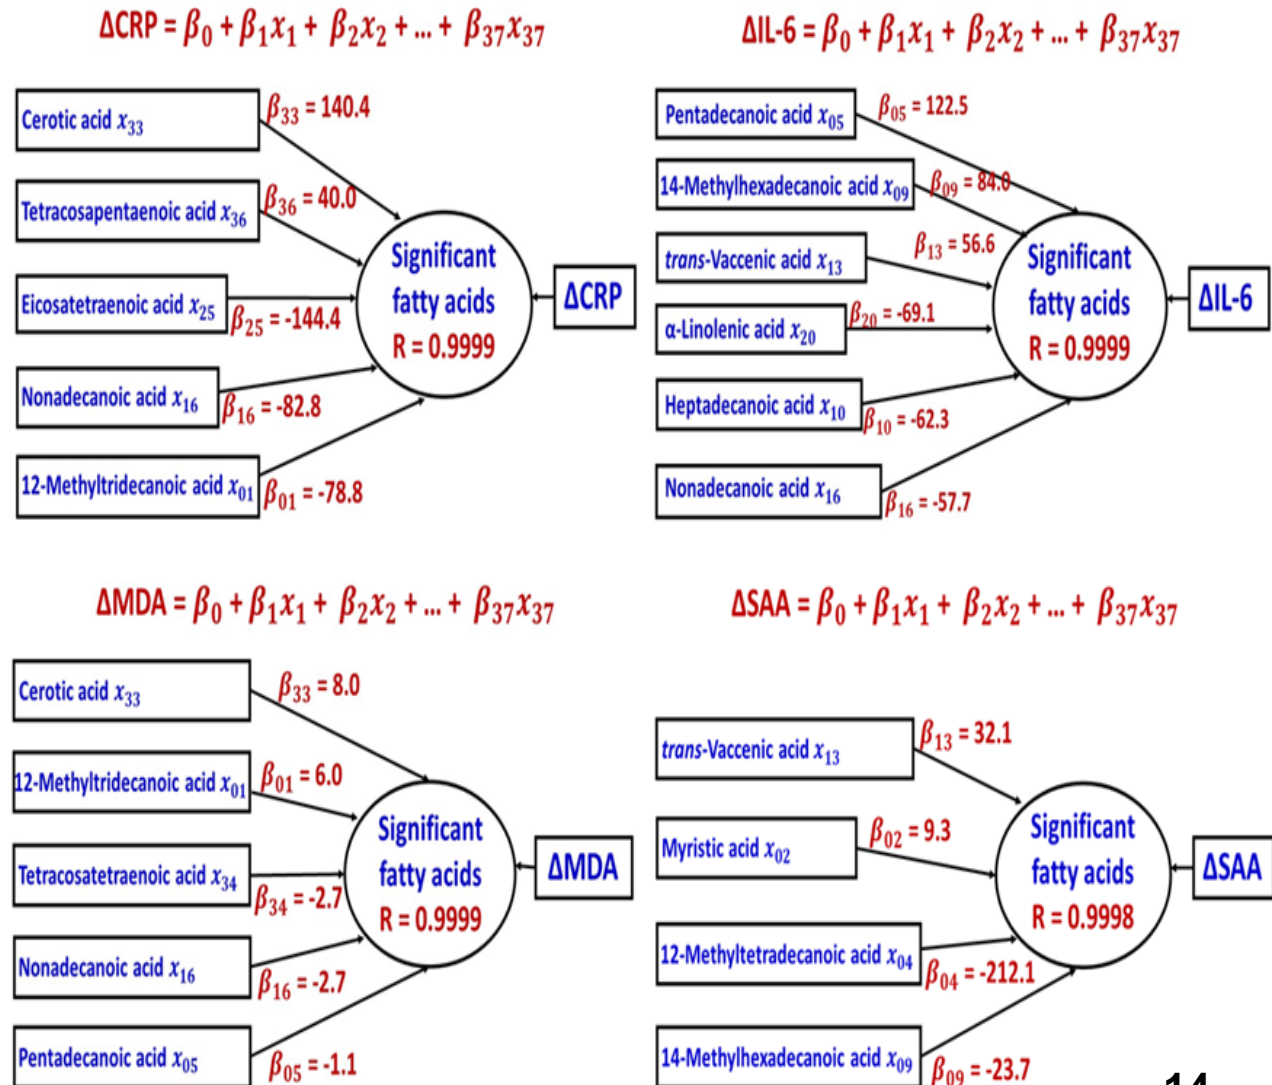 ΔCRP = β₀ + β₁x₁ + β₂x₂ + ... + β₃₇x₃₇
Cerotic acid x₃₃
β₃₃ = 140.4
Tetracosapentaenoic acid x₃₆
β₃₆ = 40.0
Eicosatetraenoic acid x₂₅
β₂₅ = -144.4
Nonadecanoic acid x₁₆
β₁₆ = -82.8
12-Methyltridecanoic acid x₀₁
β₀₁ = -78.8
Significant
fatty acids
R = 0.9999
ΔCRP
ΔIL-6 = β₀ + β₁x₁ + β₂x₂ + ... + β₃₇x₃₇
Pentadecanoic acid x₀₅
β₀₅ = 122.5
14-Methylhexadecanoic acid x₀₉
β₀₉ = 84.0
trans-Vaccenic acid x₁₃
β₁₃ = 56.6
α-Linolenic acid x₂₀
β₂₀ = -69.1
Heptadecanoic acid x₁₀
β₁₀ = -62.3
Nonadecanoic acid x₁₆
β₁₆ = -57.7
Significant
fatty acids
R = 0.9999
ΔIL-6
ΔMDA = β₀ + β₁x₁ + β₂x₂ + ... + β₃₇x₃₇
Cerotic acid x₃₃
β₃₃ = 8.0
12-Methyltridecanoic acid x₀₁
β₀₁ = 6.0
Tetracosatetraenoic acid x₃₄
β₃₄ = -2.7
Nonadecanoic acid x₁₆
β₁₆ = -2.7
Pentadecanoic acid x₀₅
β₀₅ = -1.1
Significant
fatty acids
R = 0.9999
ΔMDA
ΔSAA = β₀ + β₁x₁ + β₂x₂ + ... + β₃₇x₃₇
trans-Vaccenic acid x₁₃
β₁₃ = 32.1
Myristic acid x₀₂
β₀₂ = 9.3
12-Methyltetradecanoic acid x₀₄
β₀₄ = -212.1
14-Methylhexadecanoic acid x₀₉
β₀₉ = -23.7
Significant
fatty acids
R = 0.9998
ΔSAA
14